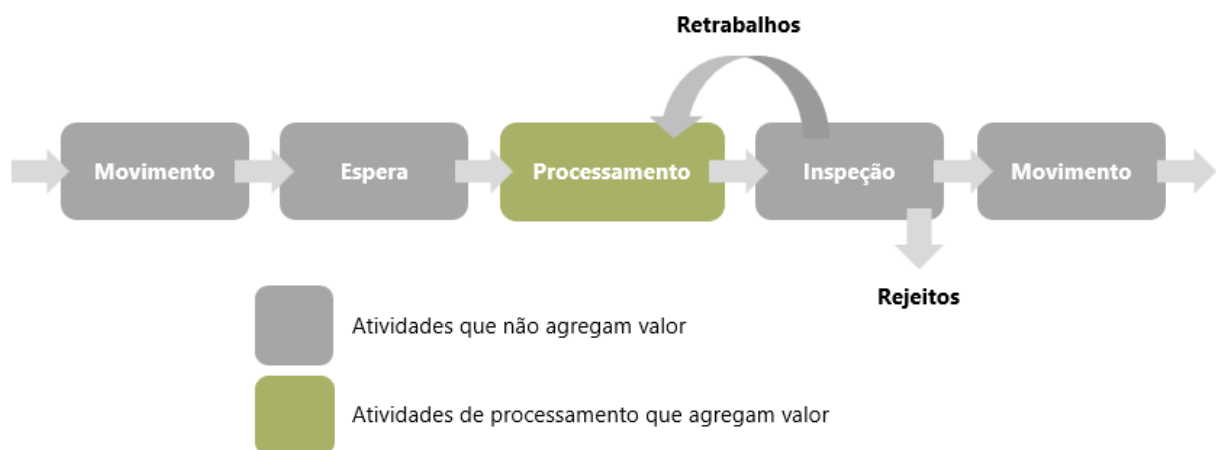 Retrabalhos
Movimento
Espera
Processamento
Inspeção
Movimento
Rejeitos
Atividades que não agregam valor
Atividades de processamento que agregam valor